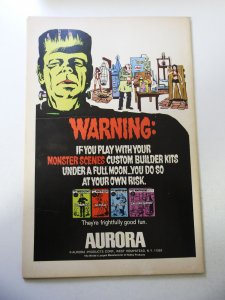 WARNING:
IF YOU PLAY WITH YOUR
MONSTER SCENES CUSTOM BUILDER KITS
UNDER A FULL MOON...YOU DO SO
AT YOUR OWN RISK.
They're frightfully good fun.
AURORA